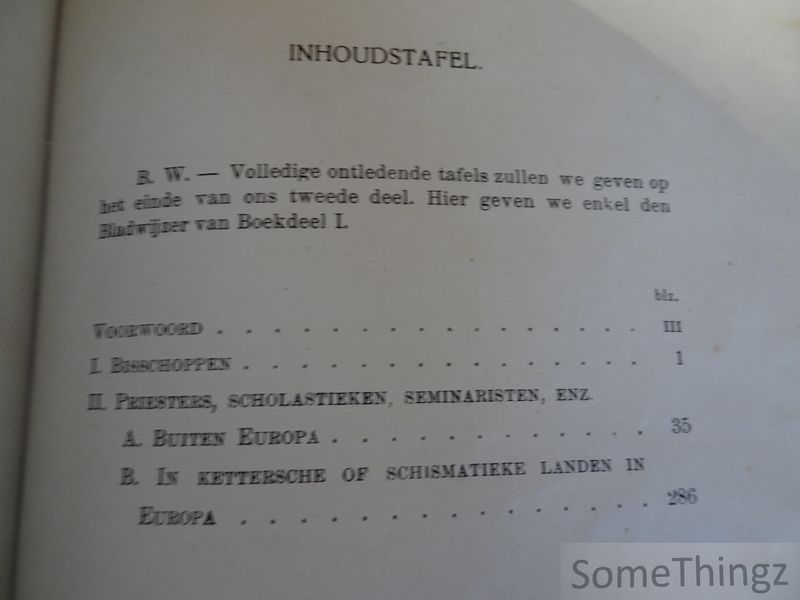 INHOUDSTAFEL.
B. W. — Volledige ontledende tafels zullen we geven op
het einde van ons tweede deel. Hier geven we enkel den
Bladwijzer van Boekdeel I.
blz.
VOORWOORD . . . . . . . . . . . . . . . . III
I. BISSCHOPPEN . . . . . . . . . . . . . . . 1
II. PRIESTERS, SCHOLASTIEKEN, SEMINARISTEN, ENZ.
A. BUITEN EUROPA . . . . . . . . . . . . 35
B. IN KETTERSCHE OF SCHISMATIEKE LANDEN IN
EUROPA . . . . . . . . . . . . . . . . 286
SomeThingz